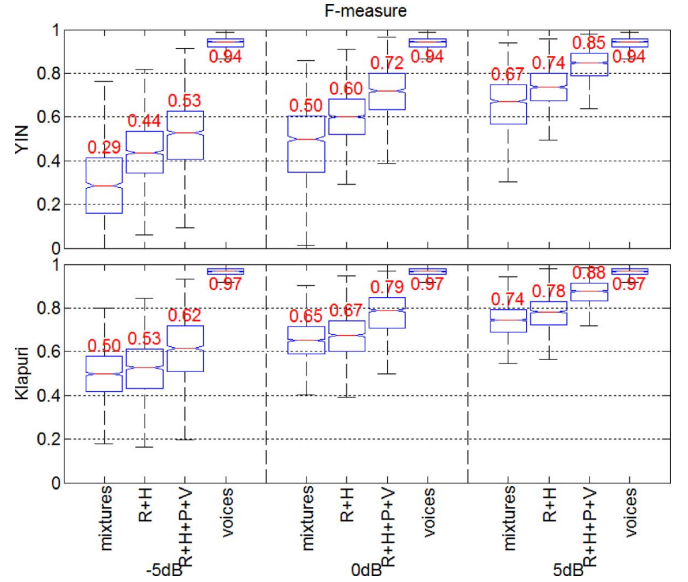 F-measure
YIN
1
0.8
0.6
0.4
0.2
0
0.29
0.44
0.53
0.94
0.50
0.60
0.72
0.94
0.67
0.74
0.85
0.94
Klapuri
1
0.8
0.6
0.4
0.2
0
0.50
0.53
0.62
0.97
0.65
0.67
0.79
0.97
0.74
0.78
0.88
0.97
mixtures
R+H
R+H+P+V
voices
mixtures
R+H
R+H+P+V
voices
mixtures
R+H
R+H+P+V
voices
-5dB
0dB
5dB